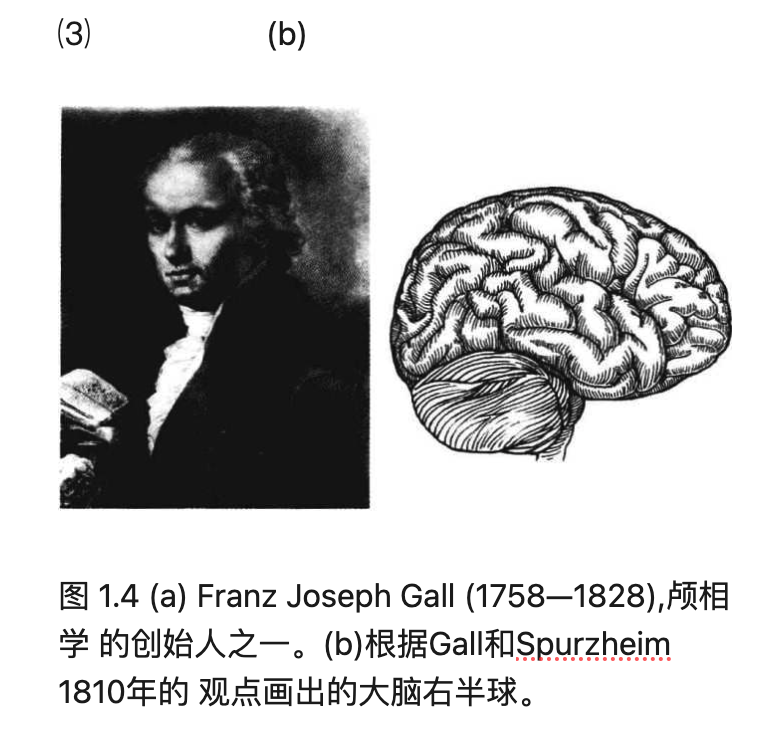 (3) (b)
图 1.4 (a) Franz Joseph Gall (1758—1828),颅相
学 的创始人之一。(b)根据Gall和Spurzheim
1810年的 观点画出的大脑右半球。